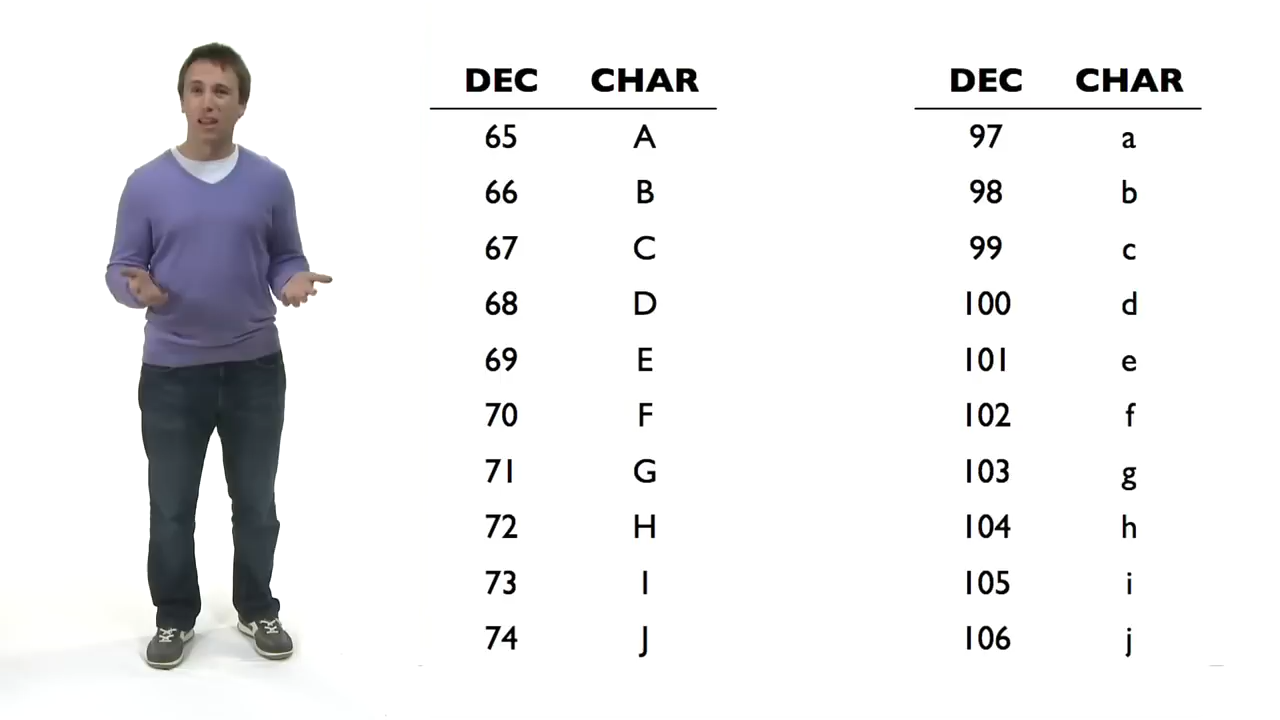 DEC CHAR DEC CHAR
65 A 97 a
66 B 98 b
67 C 99 c
68 D 100 d
69 E 101 e
70 F 102 f
71 G 103 g
72 H 104 h
73 I 105 i
74 J 106 j